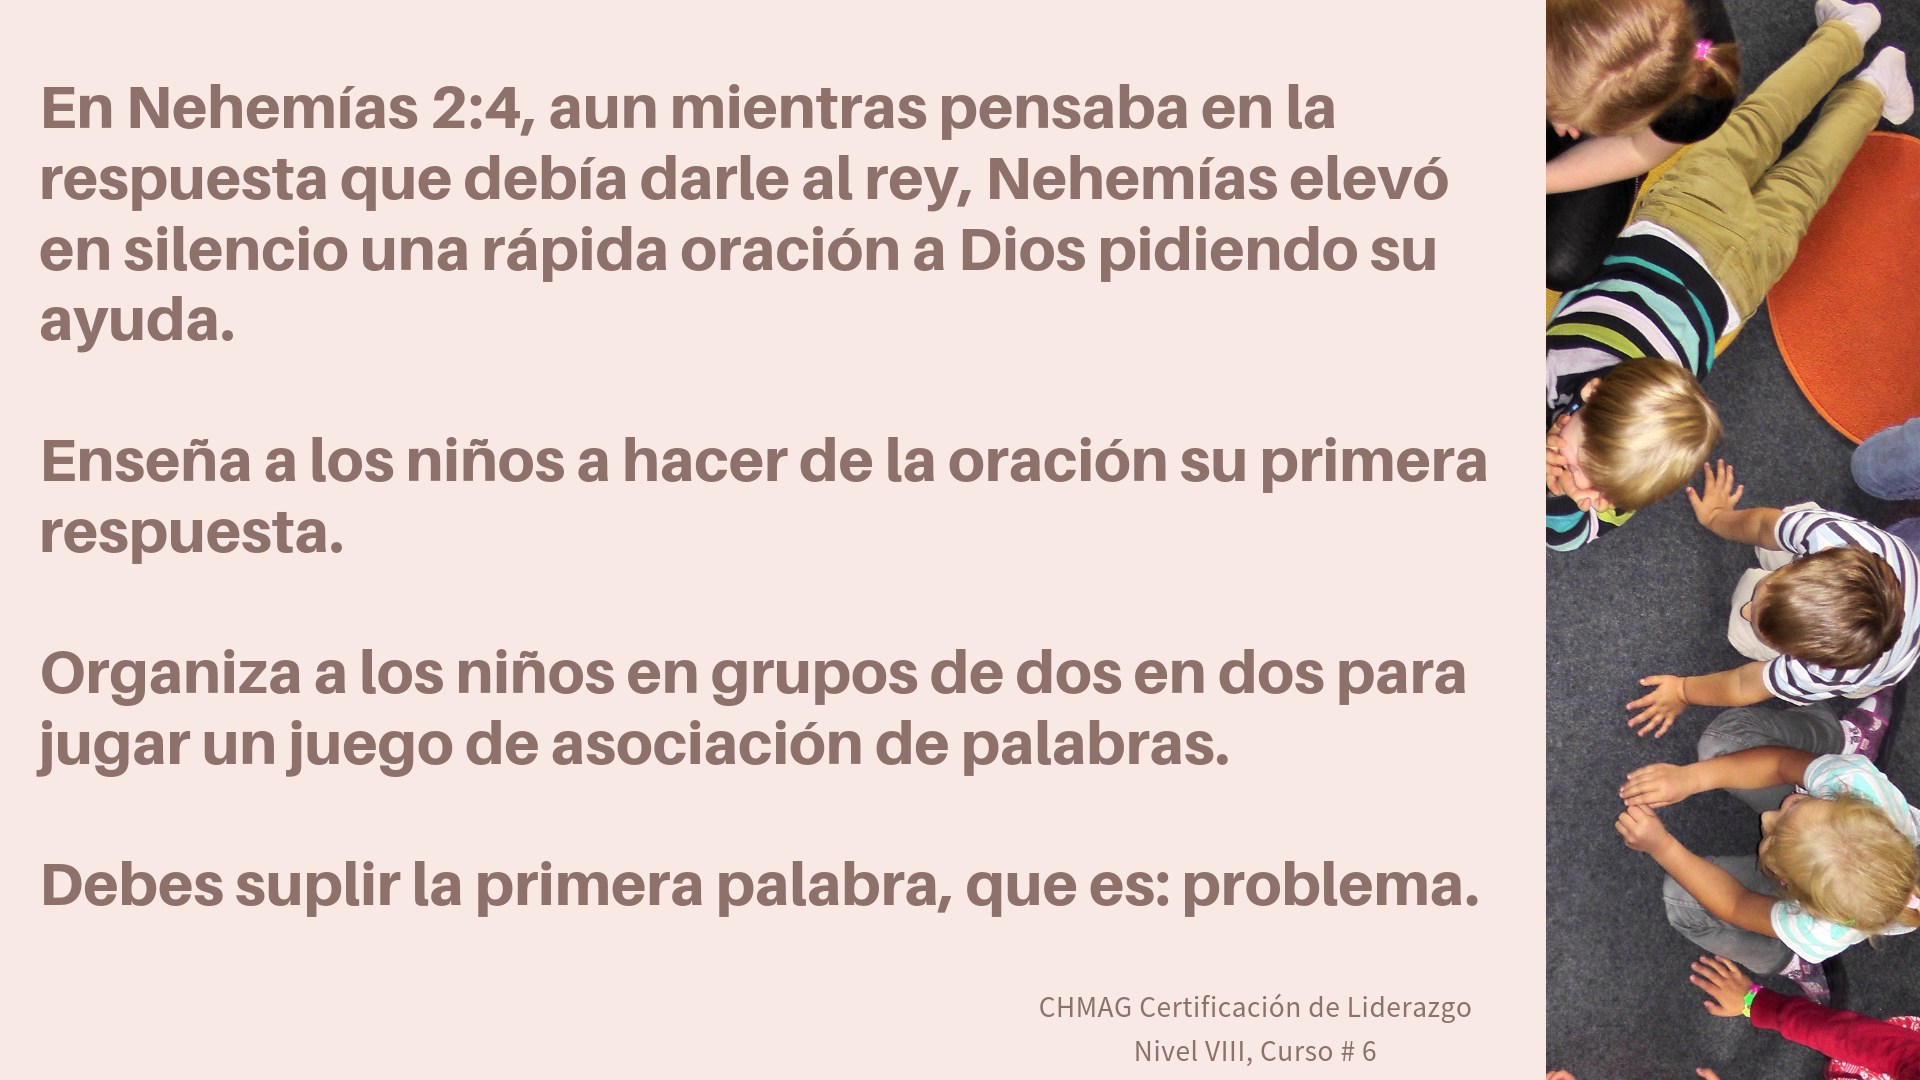 En Nehemías 2:4, aun mientras pensaba en la
respuesta que debía darle al rey, Nehemías elevó
en silencio una rápida oración a Dios pidiendo su
ayuda.
Enseña a los niños a hacer de la oración su primera
respuesta.
Organiza a los niños en grupos de dos en dos para
jugar un juego de asociación de palabras.
Debes suplir la primera palabra, que es: problema.
CHMAG Certificación de Liderazgo
Nivel VIII, Curso # 6